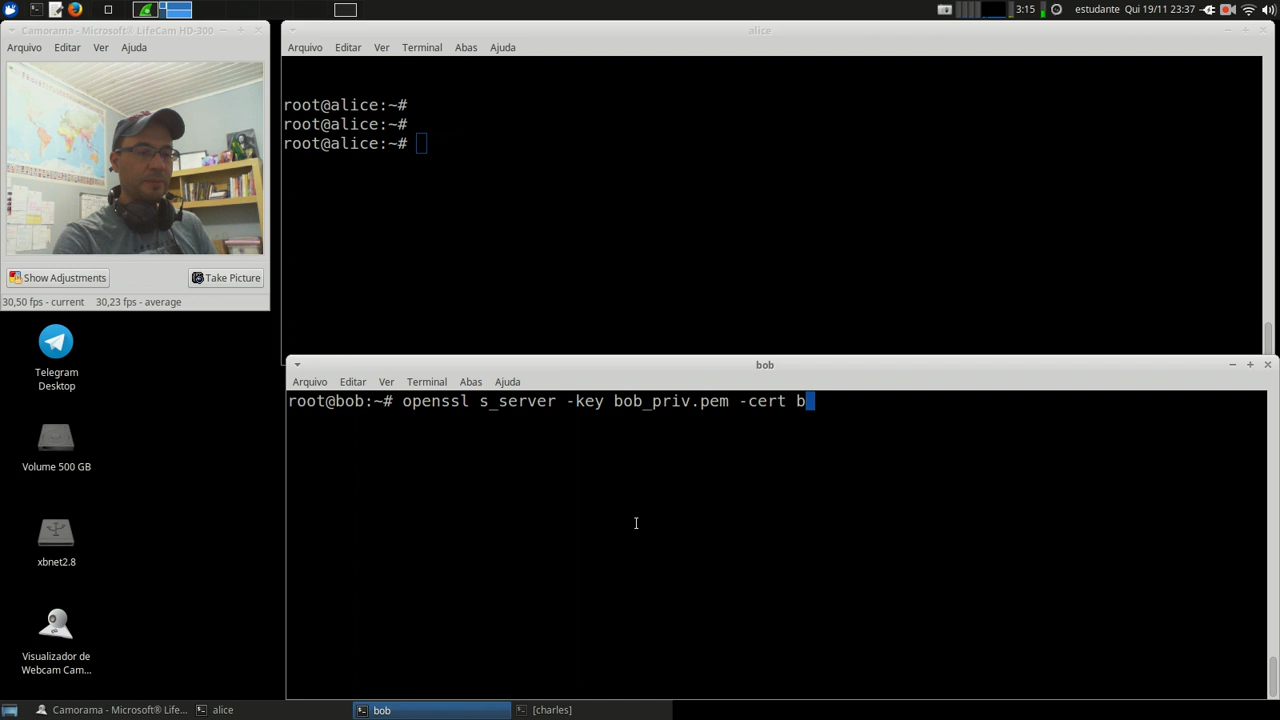 3:15 estudante Qui 19/11 23:37
Camorama - Microsoft® LifeCam HD-300
Arquivo Editar Ver Ajuda
Show Adjustments Take Picture
30,50 fps - current 30,23 fps - average
alice
Arquivo Editar Ver Terminal Abas Ajuda
root@alice:~#
root@alice:~#
root@alice:~#
bob
Arquivo Editar Ver Terminal Abas Ajuda
root@bob:~# openssl s_server -key bob_priv.pem -cert b
Telegram
Desktop
Volume 500 GB
xbnet2.8
Visualizador de
Webcam Cam...
Camorama - Microsoft® Life... alice bob [charles]